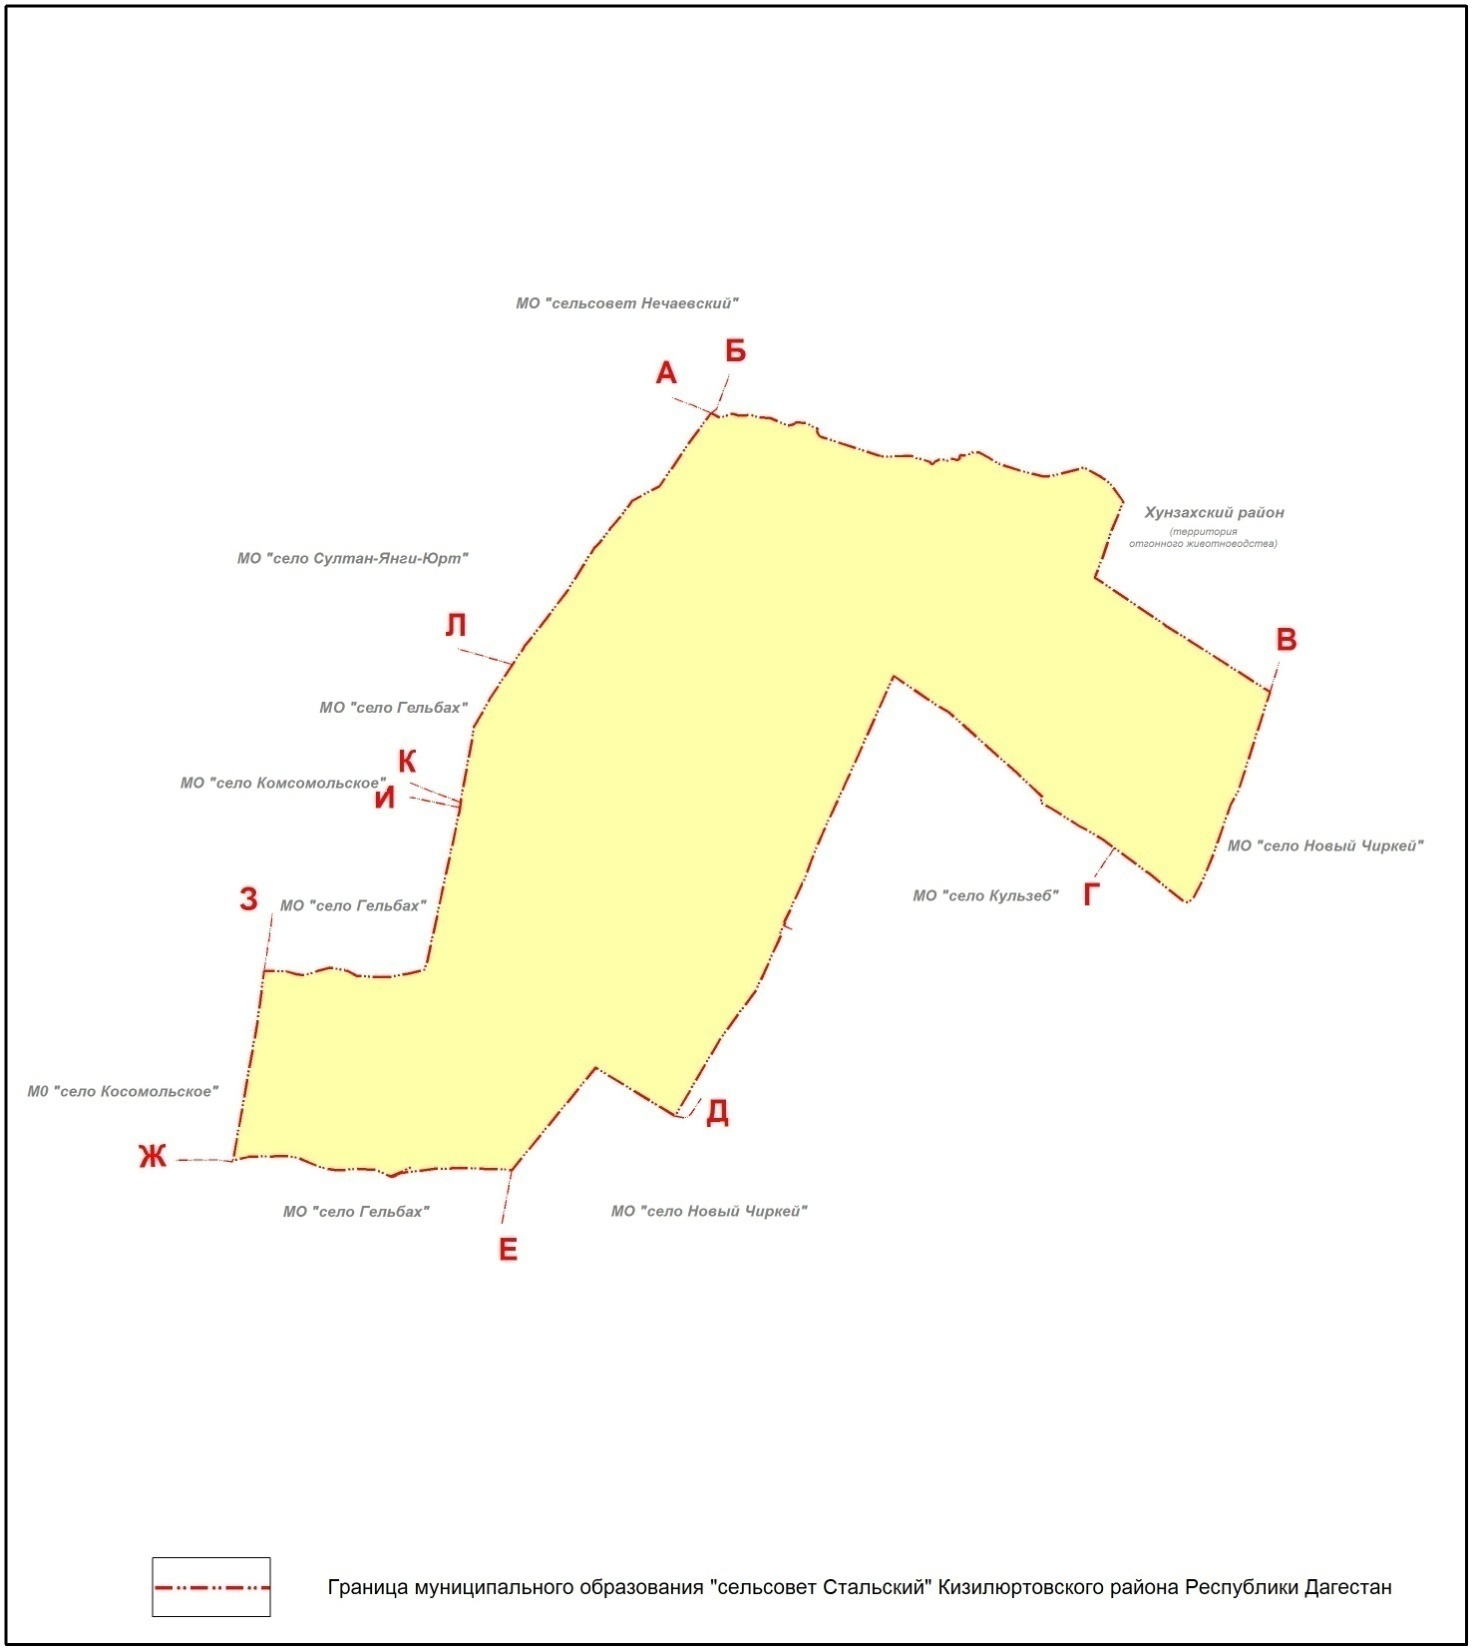 МО "сельсовет Нечаевский"
Б
А
Хунзахский район
(территория
отгонного животноводства)
МО "село Султан-Янги-Юрт"
Л
В
МО "село Гельбах"
К
МО "село Комсомольское"
И
МО "село Новый Чиркей"
МО "село Кульзеб"
Г
З
МО "село Гельбах"
М0 "село Косомольское"
Д
Ж
МО "село Гельбах"
МО "село Новый Чиркей"
Е
Граница муниципального образования "сельсовет Стальский" Кизилюртовского района Республики Дагестан